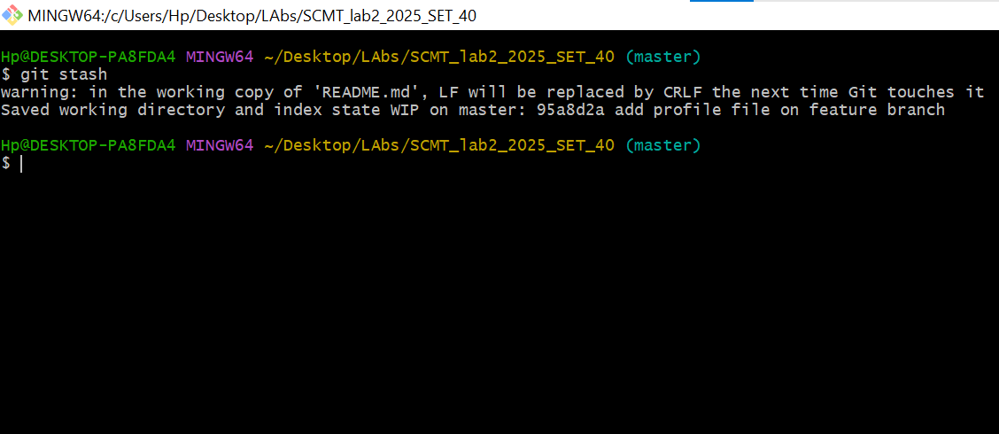 MINGW64:/c/Users/Hp/Desktop/LAbs/SCMT_lab2_2025_SET_40
Hp@DESKTOP-PA8FDA4 MINGW64 ~/Desktop/LAbs/SCMT_lab2_2025_SET_40 (master)
$ git stash
warning: in the working copy of 'README.md', LF will be replaced by CRLF the next time Git touches it
Saved working directory and index state WIP on master: 95a8d2a add profile file on feature branch
Hp@DESKTOP-PA8FDA4 MINGW64 ~/Desktop/LAbs/SCMT_lab2_2025_SET_40 (master)
$